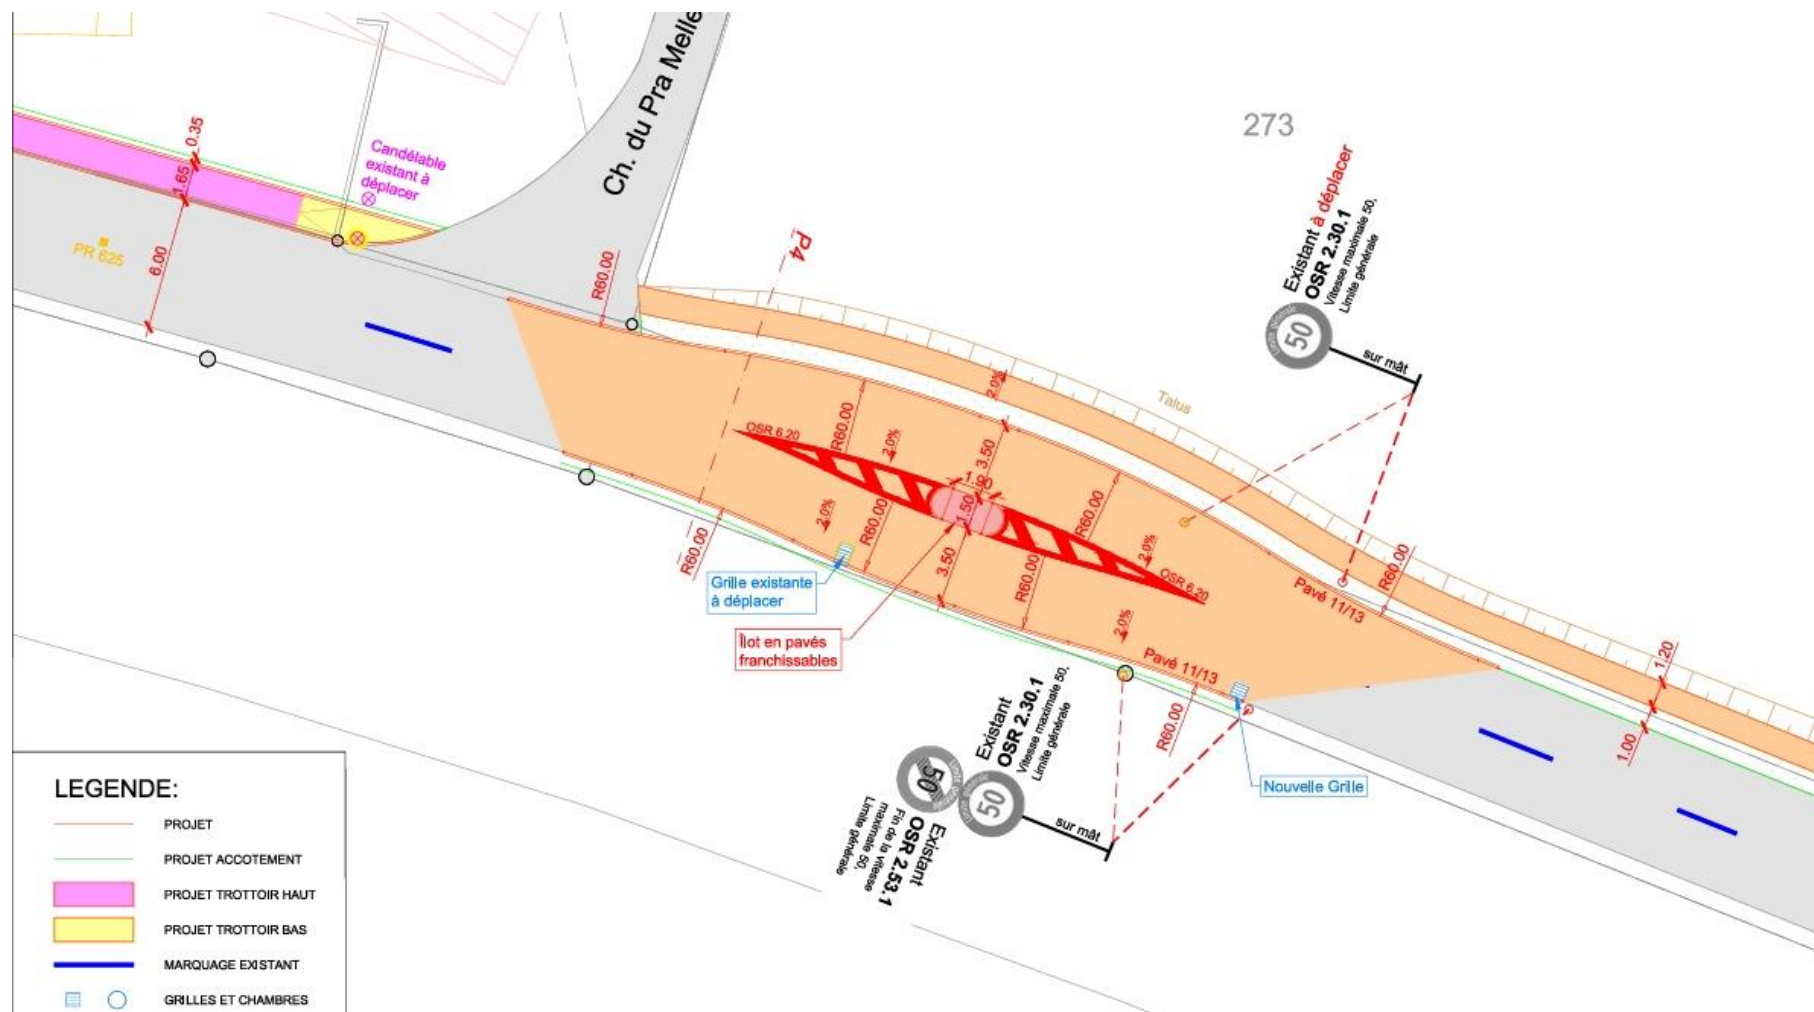 Ch. du Pra Melle
273
0.35
1.65
6.00
PR 625
Candélable
existant à
déplacer
R60.00
P4
Existant à déplacer
OSR 2.30.1
Vitesse maximale 50,
Limite générale
50
sur mât
Talus
2.0%
OSR 6.20
R60.00
2.0%
3.50
1.90
1.50
R60.00
R60.00
2.0%
R60.00
3.50
R60.00
2.0%
OSR 6.20
2.0%
Pavé 11/13
R60.00
Pavé 11/13
R60.00
1.20
1.00
Grille existante
à déplacer
Îlot en pavés
franchissables
Nouvelle Grille
Existant
OSR 2.30.1
Vitesse maximale 50,
Limite générale
50
50
sur mât
Existant
OSR 2.53.1
Fin de la vitesse
maximale 50,
Limite générale
LEGENDE:
PROJET
PROJET ACCOTEMENT
PROJET TROTTOIR HAUT
PROJET TROTTOIR BAS
MARQUAGE EXISTANT
GRILLES ET CHAMBRES